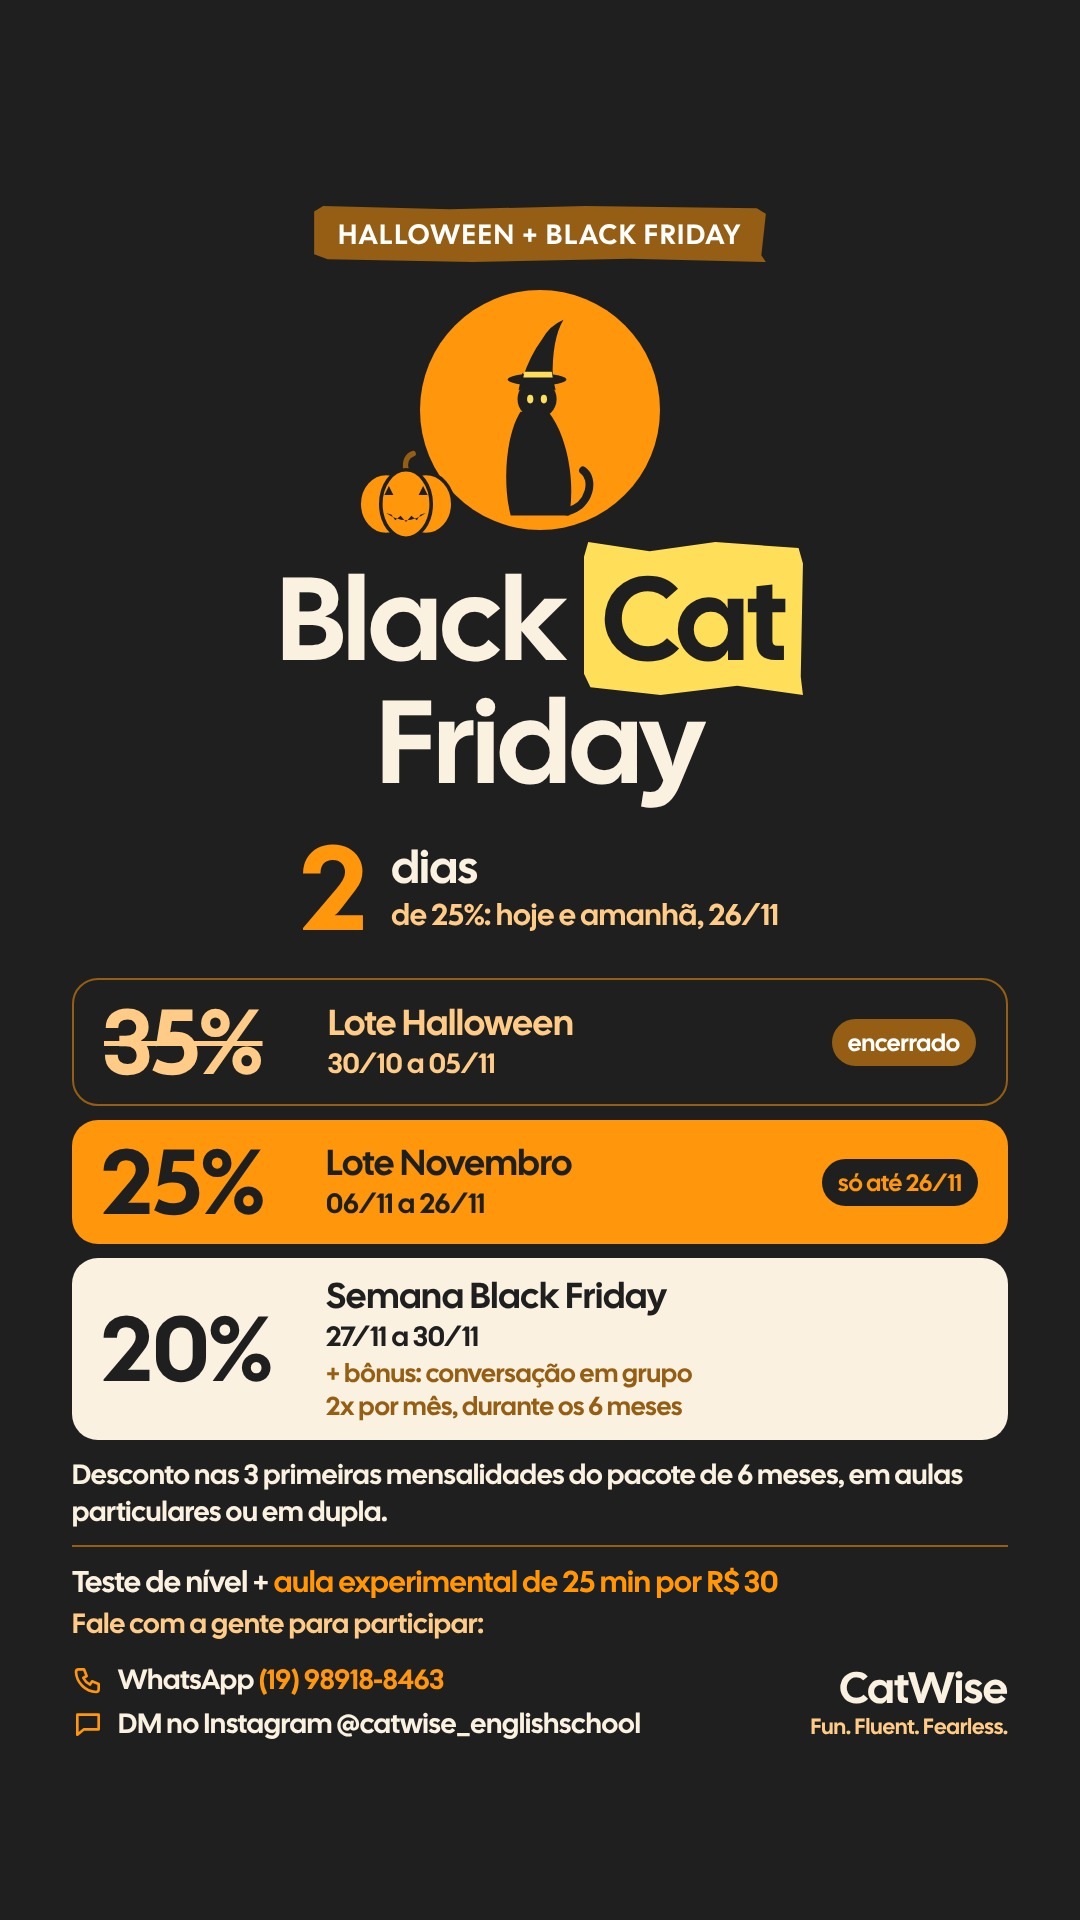 HALLOWEEN + BLACK FRIDAY
Black Cat
Friday
2 dias
de 25%: hoje e amanhã, 26/11
35%
Lote Halloween
30/10 a 05/11
encerrado
25%
Lote Novembro
06/11 a 26/11
só até 26/11
20%
Semana Black Friday
27/11 a 30/11
+ bônus: conversação em grupo
2x por mês, durante os 6 meses
Desconto nas 3 primeiras mensalidades do pacote de 6 meses, em aulas
particulares ou em dupla.
Teste de nível + aula experimental de 25 min por R$ 30
Fale com a gente para participar:
WhatsApp (19) 98918-8463
DM no Instagram @catwise_englishschool
CatWise
Fun. Fluent. Fearless.